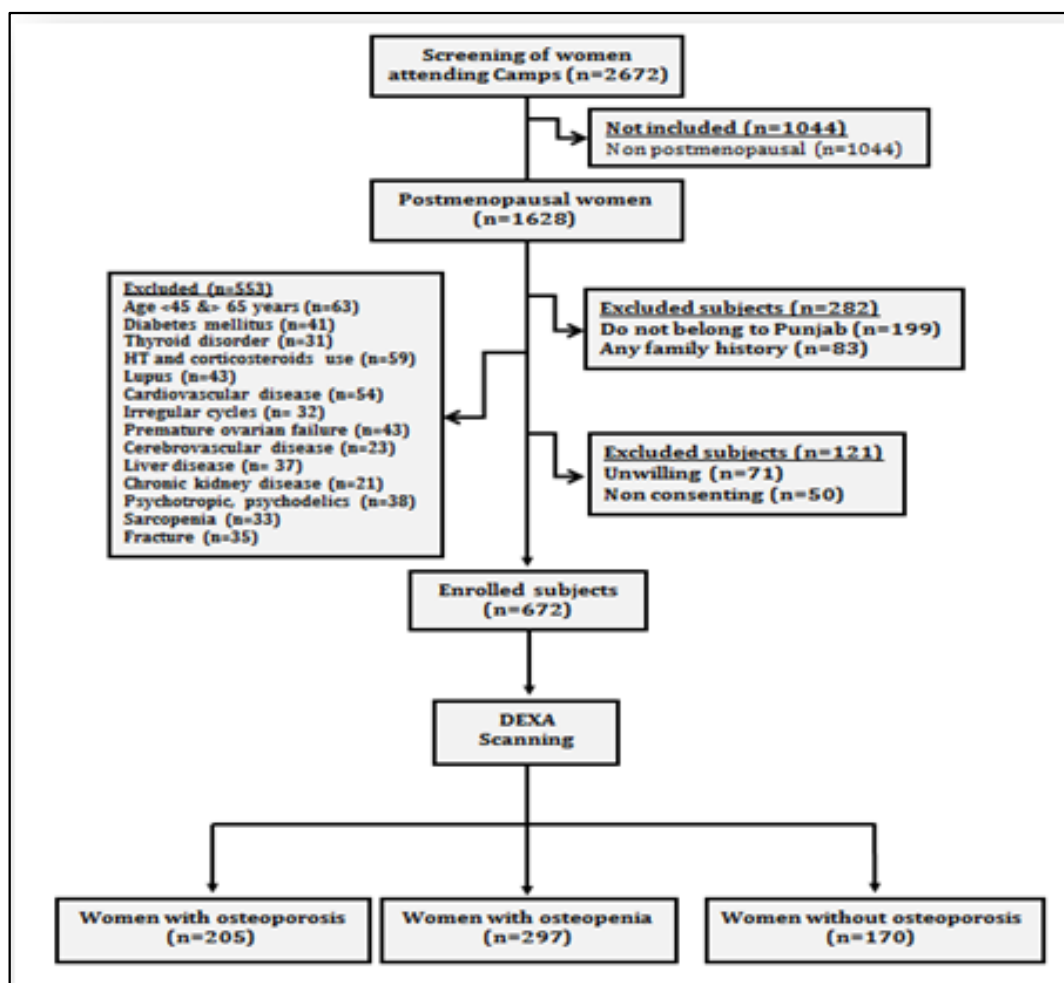 Screening of women
attending Camps (n=2672)
Not included (n=1044)
Non postmenopausal (n=1044)
Postmenopausal women
(n=1628)
Excluded (n=553)
Age <45 &> 65 years (n=63)
Diabetes mellitus (n=41)
Thyroid disorder (n=31)
HT and corticosteroids use (n=59)
Lupus (n=43)
Cardiovascular disease (n=54)
Irregular cycles (n= 32)
Premature ovarian failure (n=43)
Cerebrovascular disease (n=23)
Liver disease (n= 37)
Chronic kidney disease (n=21)
Psychotropic, psychodelics (n=38)
Sarcopenia (n=33)
Fracture (n=35)
Excluded subjects (n=282)
Do not belong to Punjab (n=199)
Any family history (n=83)
Excluded subjects (n=121)
Unwilling (n=71)
Non consenting (n=50)
Enrolled subjects
(n=672)
DEXA
Scanning
Women with osteoporosis
(n=205)
Women with osteopenia
(n=297)
Women without osteoporosis
(n=170)